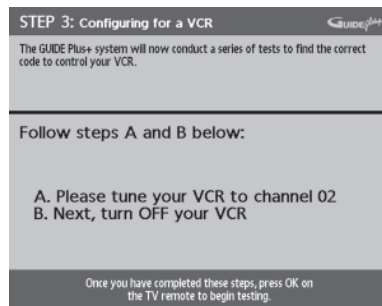 STEP 3: Configuring for a VCR
GUIDE Plus+
The GUIDE Plus+ system will now conduct a series of tests to find the correct
code to control your VCR.
Follow steps A and B below:
A. Please tune your VCR to channel 02
B. Next, turn OFF your VCR
Once you have completed these steps, press OK on
the TV remote to begin testing.